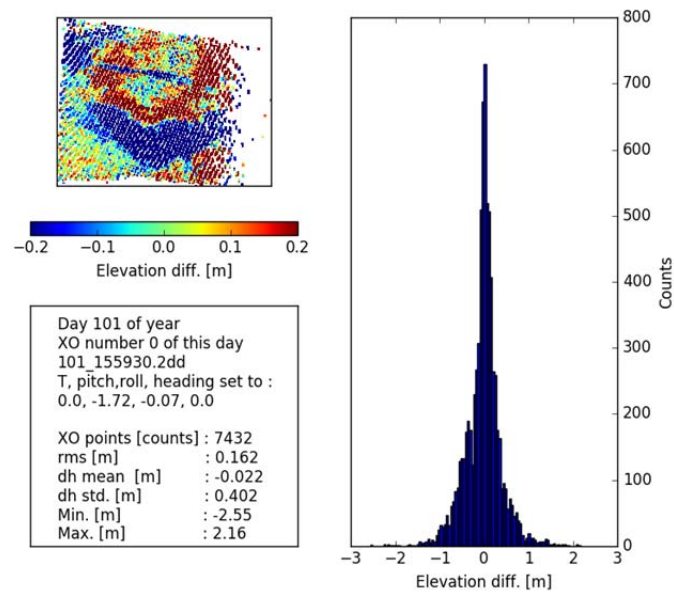 −0.2 −0.1 0.0 0.1 0.2
Elevation diff. [m]
Day 101 of year
XO number 0 of this day
101_155930.2dd
T, pitch,roll, heading set to :
0.0, -1.72, -0.07, 0.0
XO points [counts] : 7432
rms [m] : 0.162
dh mean [m] : -0.022
dh std. [m] : 0.402
Min. [m] : -2.55
Max. [m] : 2.16
800
700
600
500
400
300
200
100
0
Counts
−3 −2 −1 0 1 2 3
Elevation diff. [m]